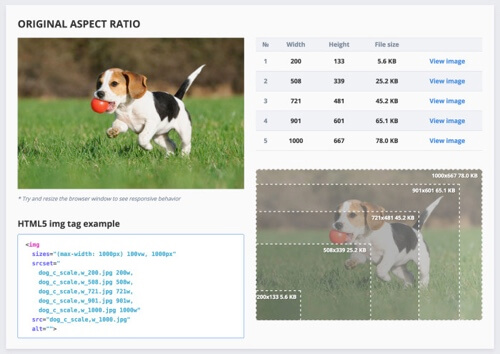 ORIGINAL ASPECT RATIO
* Try and resize the browser window to see responsive behavior
HTML5 img tag example
<img
sizes="(max-width: 1000px) 100vw, 1000px"
srcset="
dog_c_scale,w_200.jpg 200w,
dog_c_scale,w_508.jpg 508w,
dog_c_scale,w_721.jpg 721w,
dog_c_scale,w_901.jpg 901w,
dog_c_scale,w_1000.jpg 1000w"
src="dog_c_scale,w_1000.jpg"
alt="">
№ Width Height File size
1 200 133 5.6 KB View image
2 508 339 25.2 KB View image
3 721 481 45.2 KB View image
4 901 601 65.1 KB View image
5 1000 667 78.0 KB View image
1000x667 78.0 KB
901x601 65.1 KB
721x481 45.2 KB
508x339 25.2 KB
200x133 5.6 KB